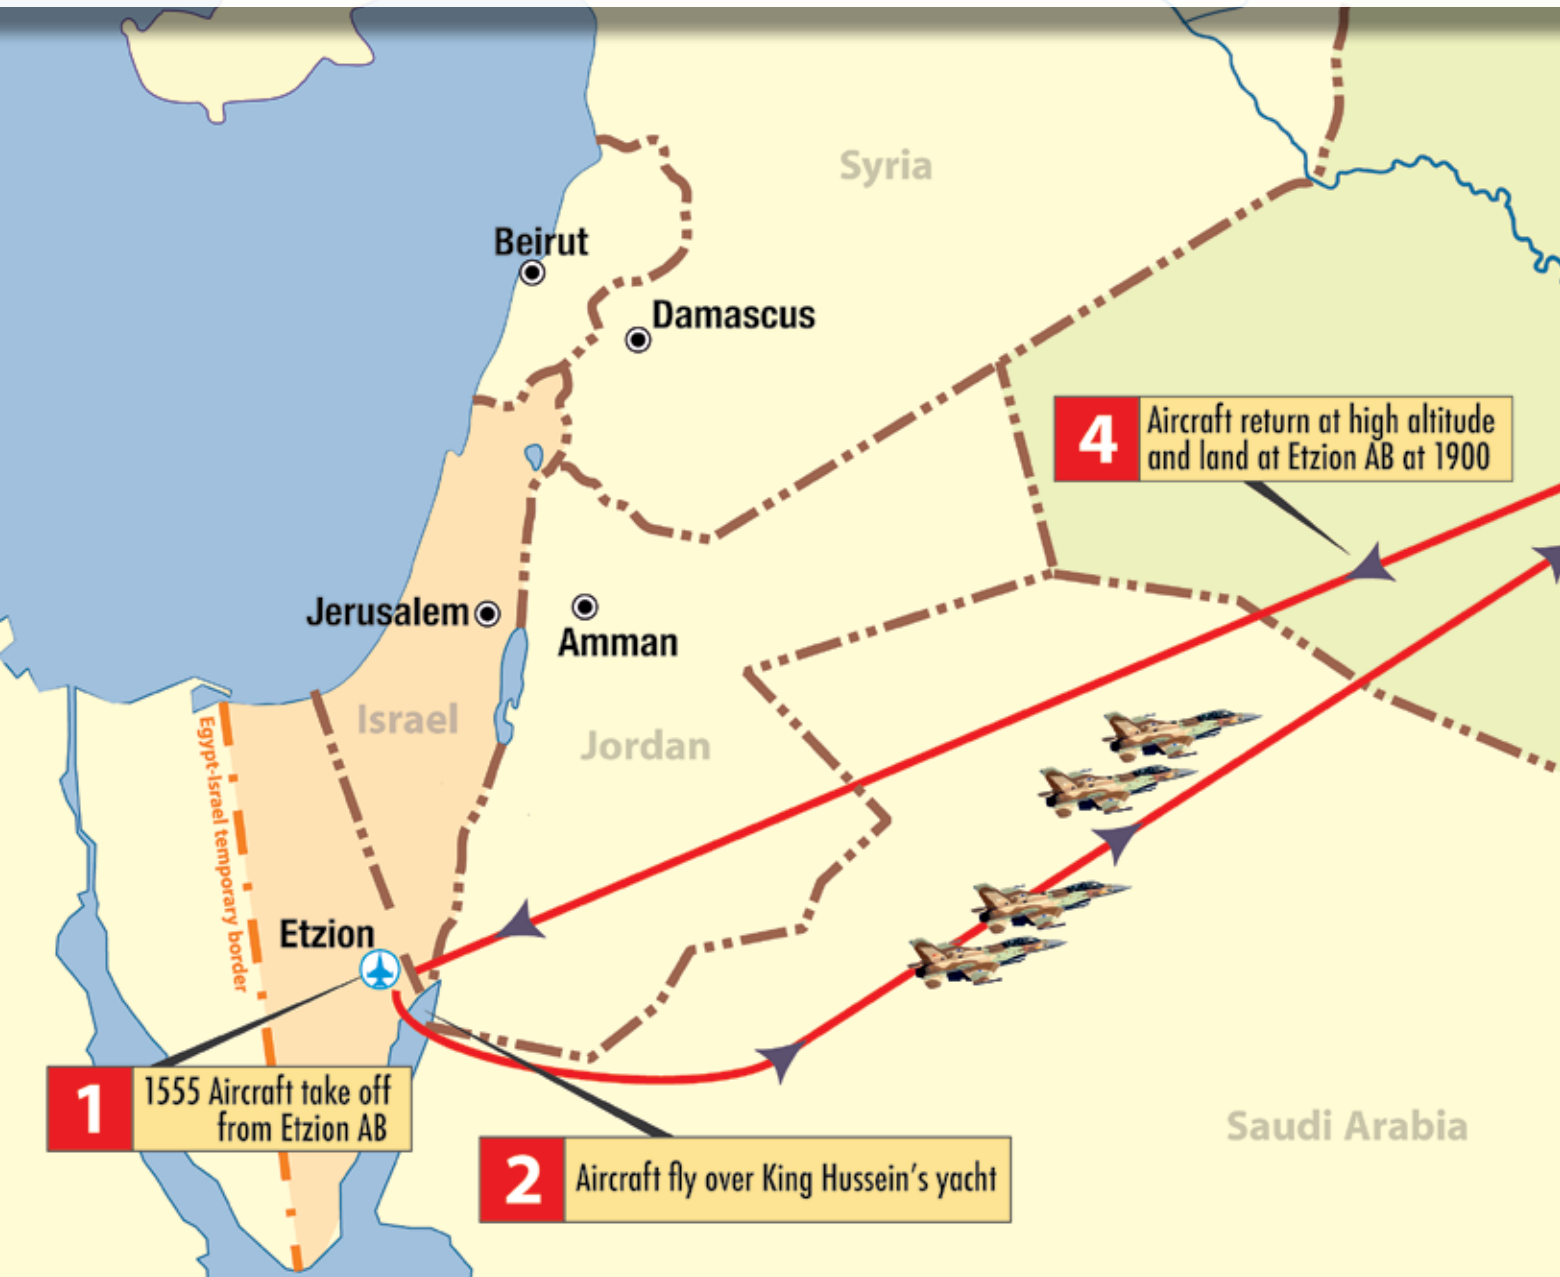 Syria
Beirut
Damascus
4
Aircraft return at high altitude
and land at Etzion AB at 1900
Jerusalem
Amman
Israel
Jordan
Egypt-Israel temporary border
Etzion
1
1555 Aircraft take off
from Etzion AB
2
Aircraft fly over King Hussein's yacht
Saudi Arabia